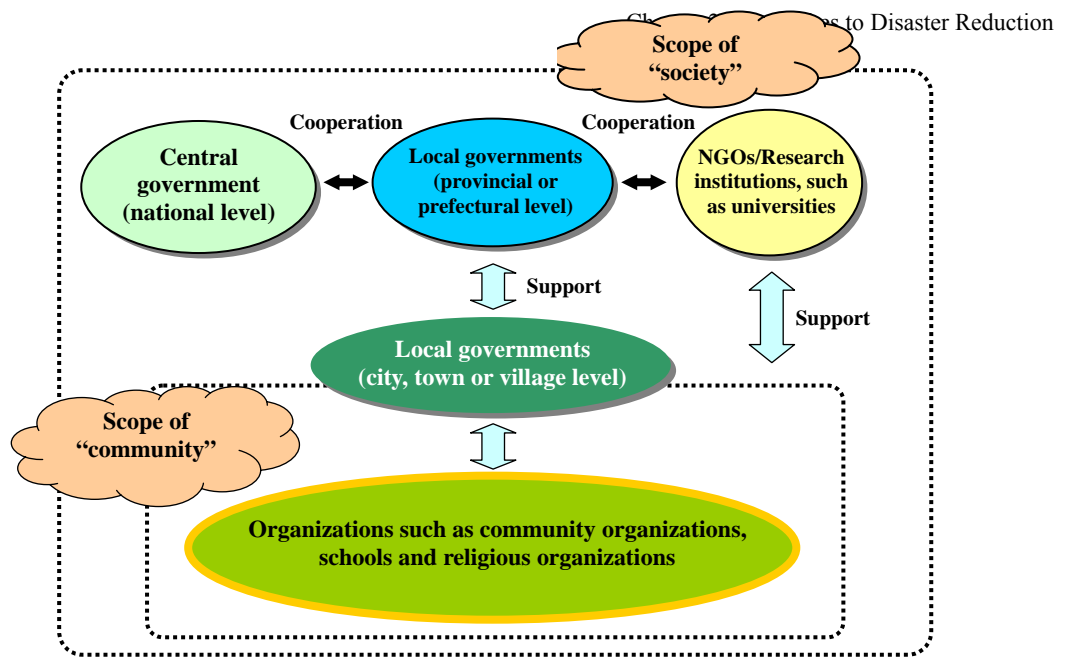 es to Disaster Reduction
Scope of
“society”
Cooperation
Cooperation
Central
government
(national level)
Local governments
(provincial or
prefectural level)
NGOs/Research
institutions, such
as universities
Support
Support
Local governments
(city, town or village level)
Scope of
“community”
Organizations such as community organizations,
schools and religious organizations